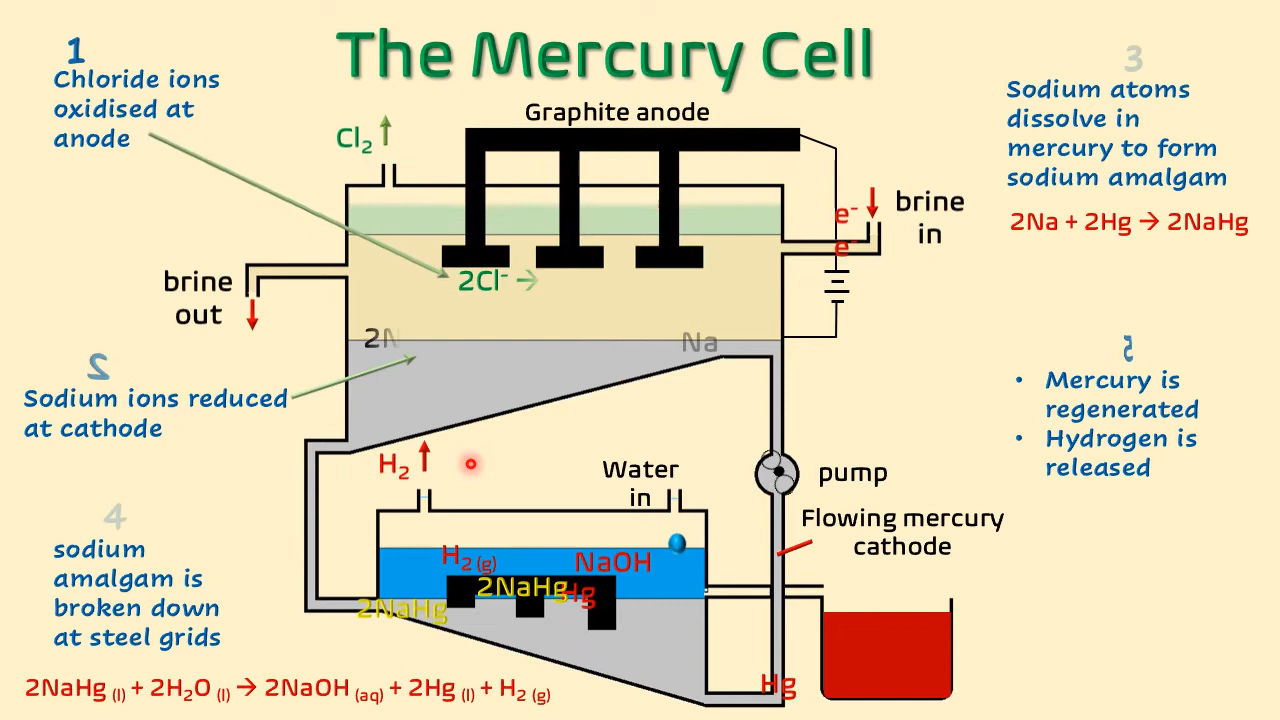 The Mercury Cell
1
Chloride ions
oxidised at
anode
Graphite anode
Cl₂
brine
in
e⁻
e⁻
brine
out
2Cl⁻ →
Na
2
Sodium ions reduced
at cathode
3
Sodium atoms
dissolve in
mercury to form
sodium amalgam
2Na + 2Hg → 2NaHg
5
• Mercury is
regenerated
• Hydrogen is
released
H₂
Water
in
pump
Flowing mercury
cathode
4
sodium
amalgam is
broken down
at steel grids
H₂ (g)
NaOH
2NaHg
Hg
2NaHg
Hg
2NaHg (l) + 2H₂O (l) → 2NaOH (aq) + 2Hg (l) + H₂ (g)